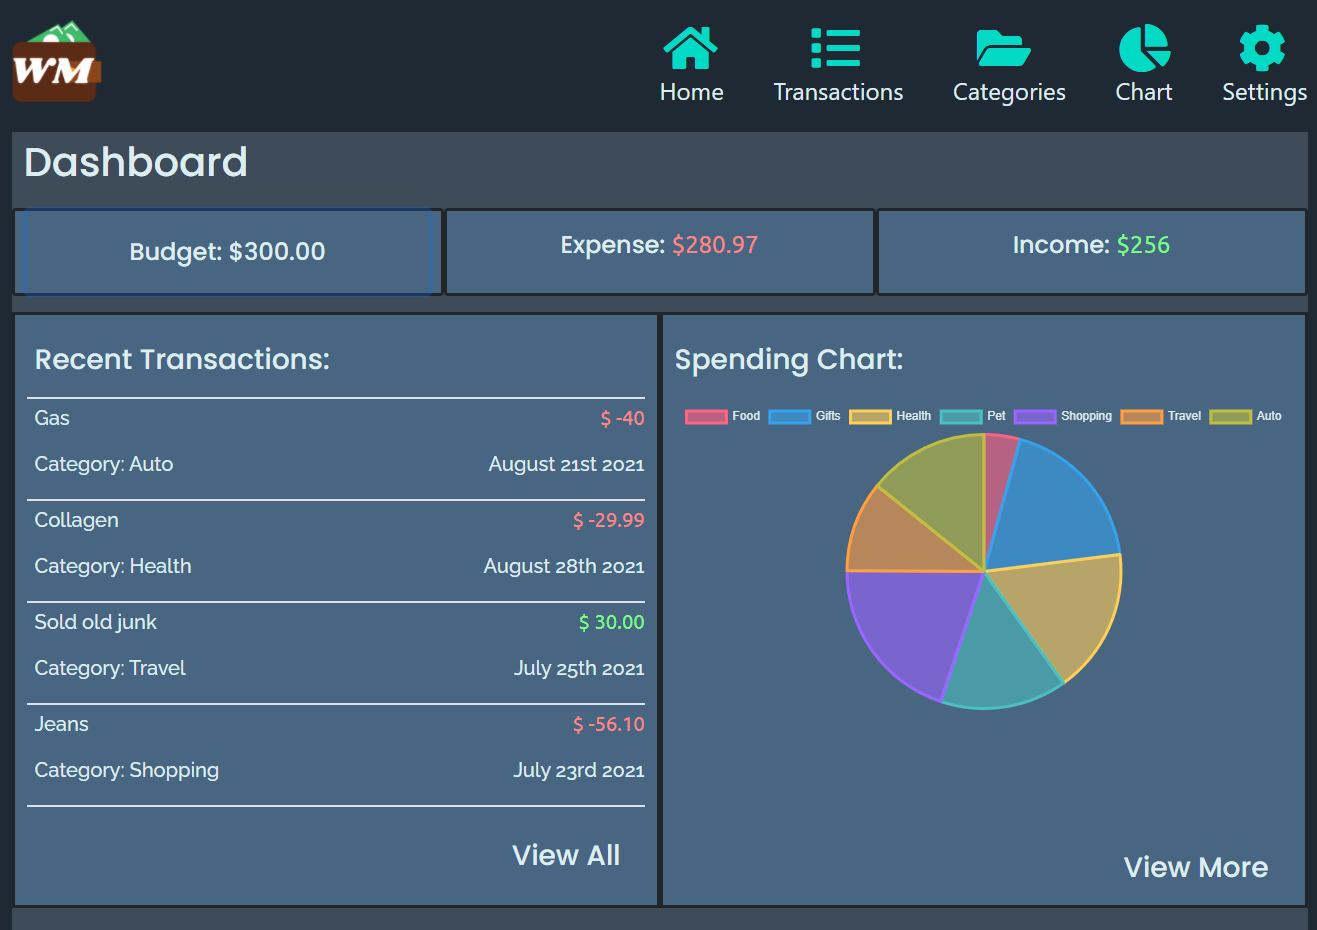 WM
Home Transactions Categories Chart Settings
Dashboard
Budget: $300.00
Expense: $280.97
Income: $256
Recent Transactions:
Gas $ -40
Category: Auto August 21st 2021
Collagen $ -29.99
Category: Health August 28th 2021
Sold old junk $ 30.00
Category: Travel July 25th 2021
Jeans $ -56.10
Category: Shopping July 23rd 2021
View All
Spending Chart:
Food Gifts Health Pet Shopping Travel Auto
View More